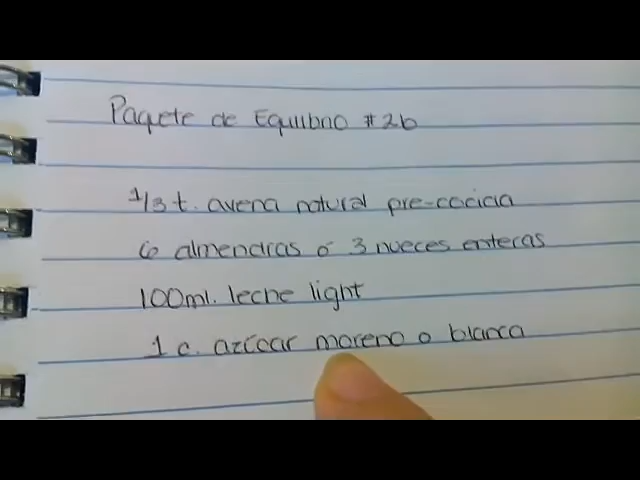 Paquete de Equilibrio #2b
1/3 t. avena natural pre-cocida
6 almendras ó 3 nueces enteras
100ml. leche light
1 c. azúcar moreno o blanca